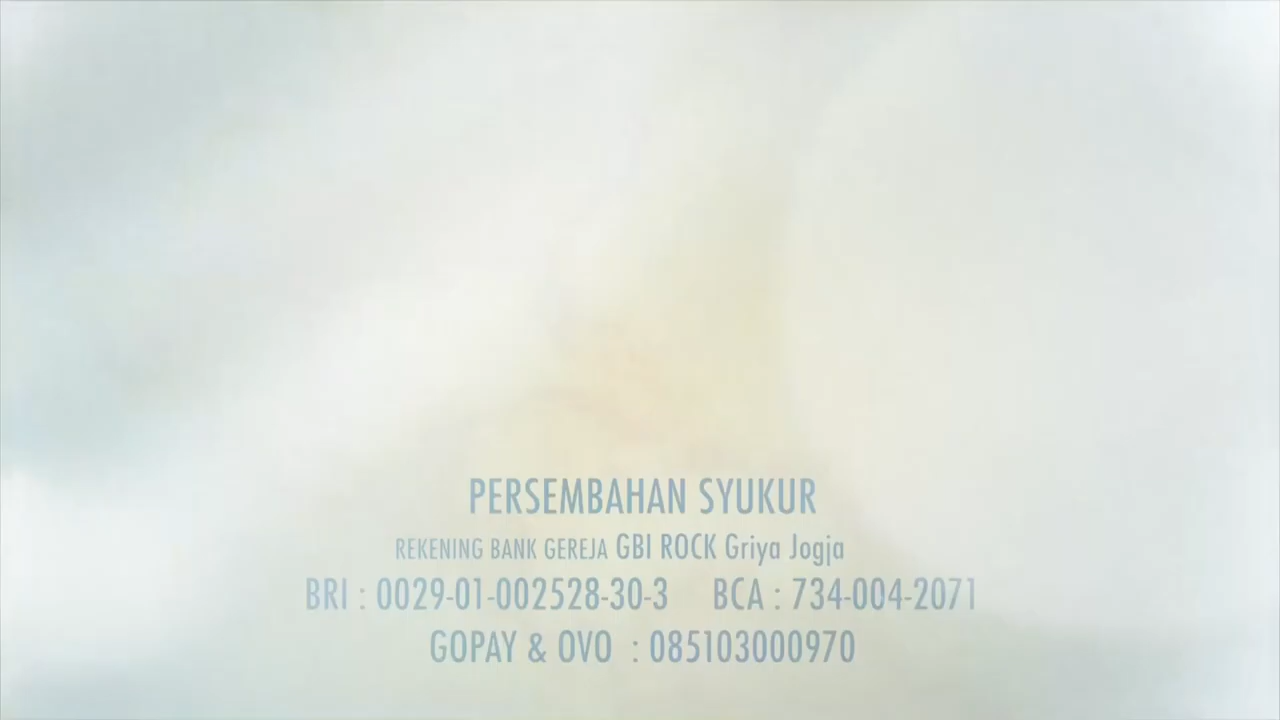 PERSEMBAHAN SYUKUR
REKENING BANK GEREJA GBI ROCK Griya Jogja
BRI : 0029-01-002528-30-3 BCA : 734-004-2071
GOPAY & OVO : 085103000970